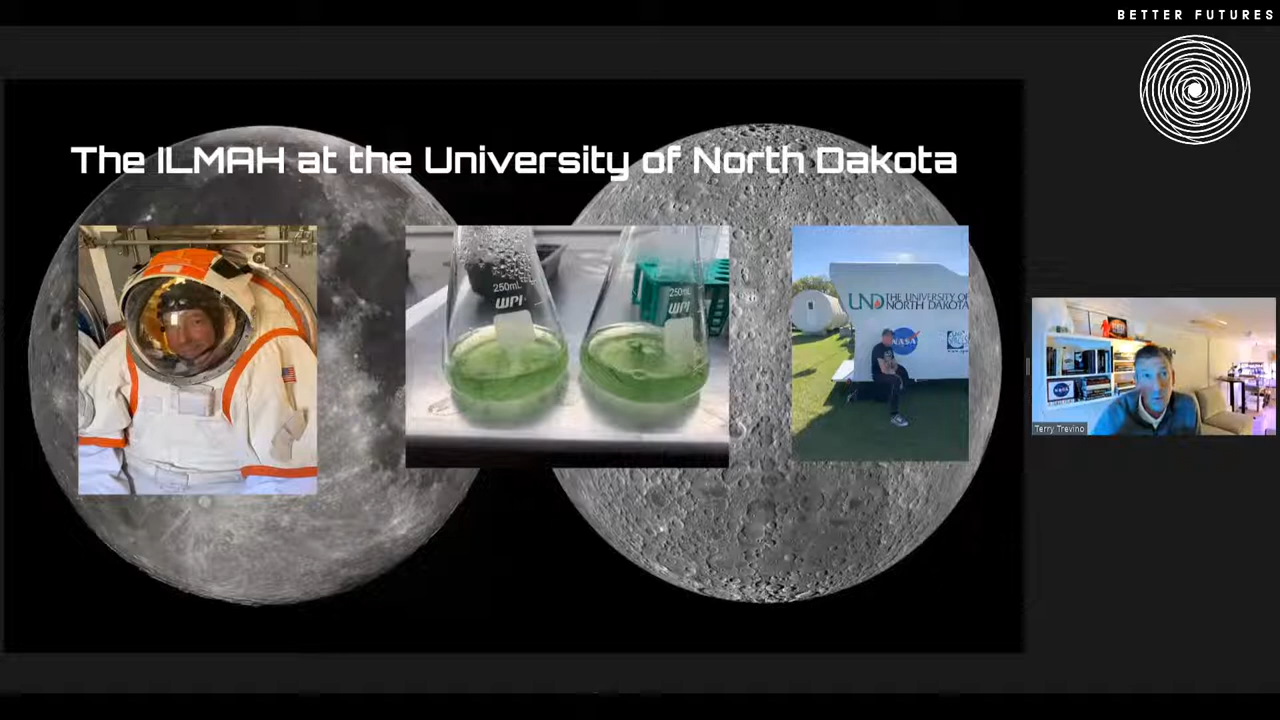 BETTER FUTURES
The ILMAH at the University of North Dakota
250mL
WPI
250mL
WPI
UND THE UNIVERSITY OF
NORTH DAKOTA
NASA
NASA
Terry Trevino